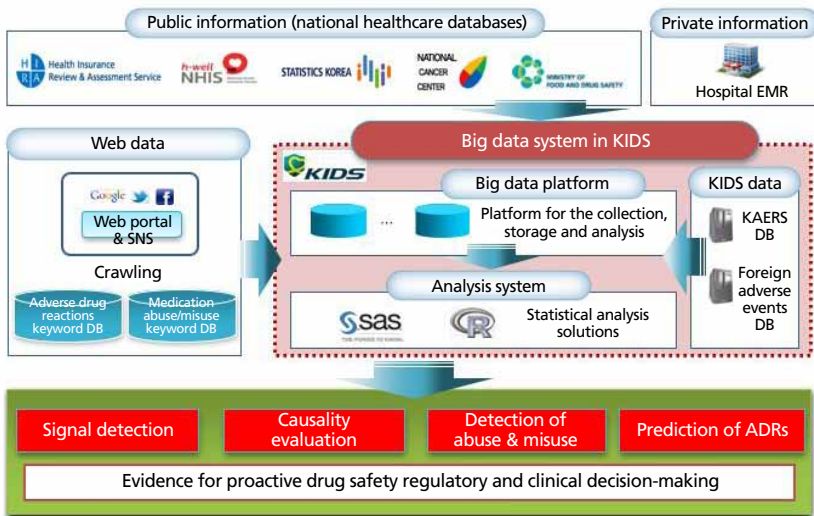 Public information (national healthcare databases)
Private information
H I
R A
Health Insurance
Review & Assessment Service
h-well
NHIS
STATISTICS KOREA
NATIONAL
CANCER
CENTER
MINISTRY OF
FOOD AND DRUG SAFETY
Hospital EMR
Web data
Google
Web portal
& SNS
Crawling
Adverse drug
reactions
keyword DB
Medication
abuse/misuse
keyword DB
Big data system in KIDS
KIDS
Big data platform
...
Platform for the collection,
storage and analysis
Analysis system
sas
THE POWER TO KNOW.
R
Statistical analysis
solutions
KIDS data
KAERS
DB
Foreign
adverse
events
DB
Signal detection
Causality
evaluation
Detection of
abuse & misuse
Prediction of ADRs
Evidence for proactive drug safety regulatory and clinical decision-making